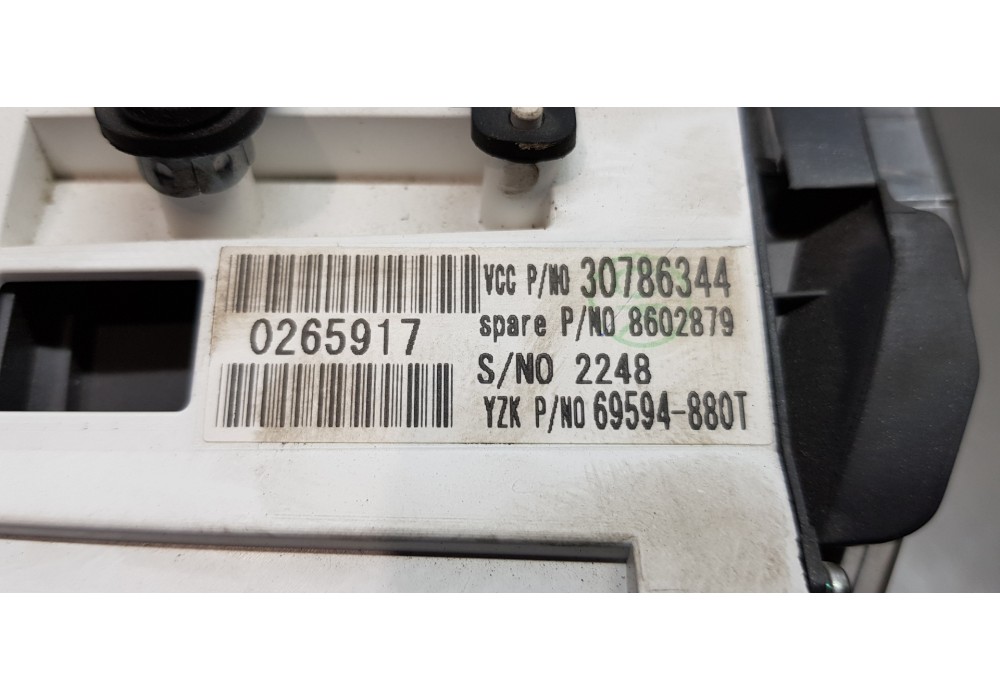 0265917
VCC P/NO 30786344
spare P/NO 8602879
S/NO 2248
YZK P/NO 69594-880T